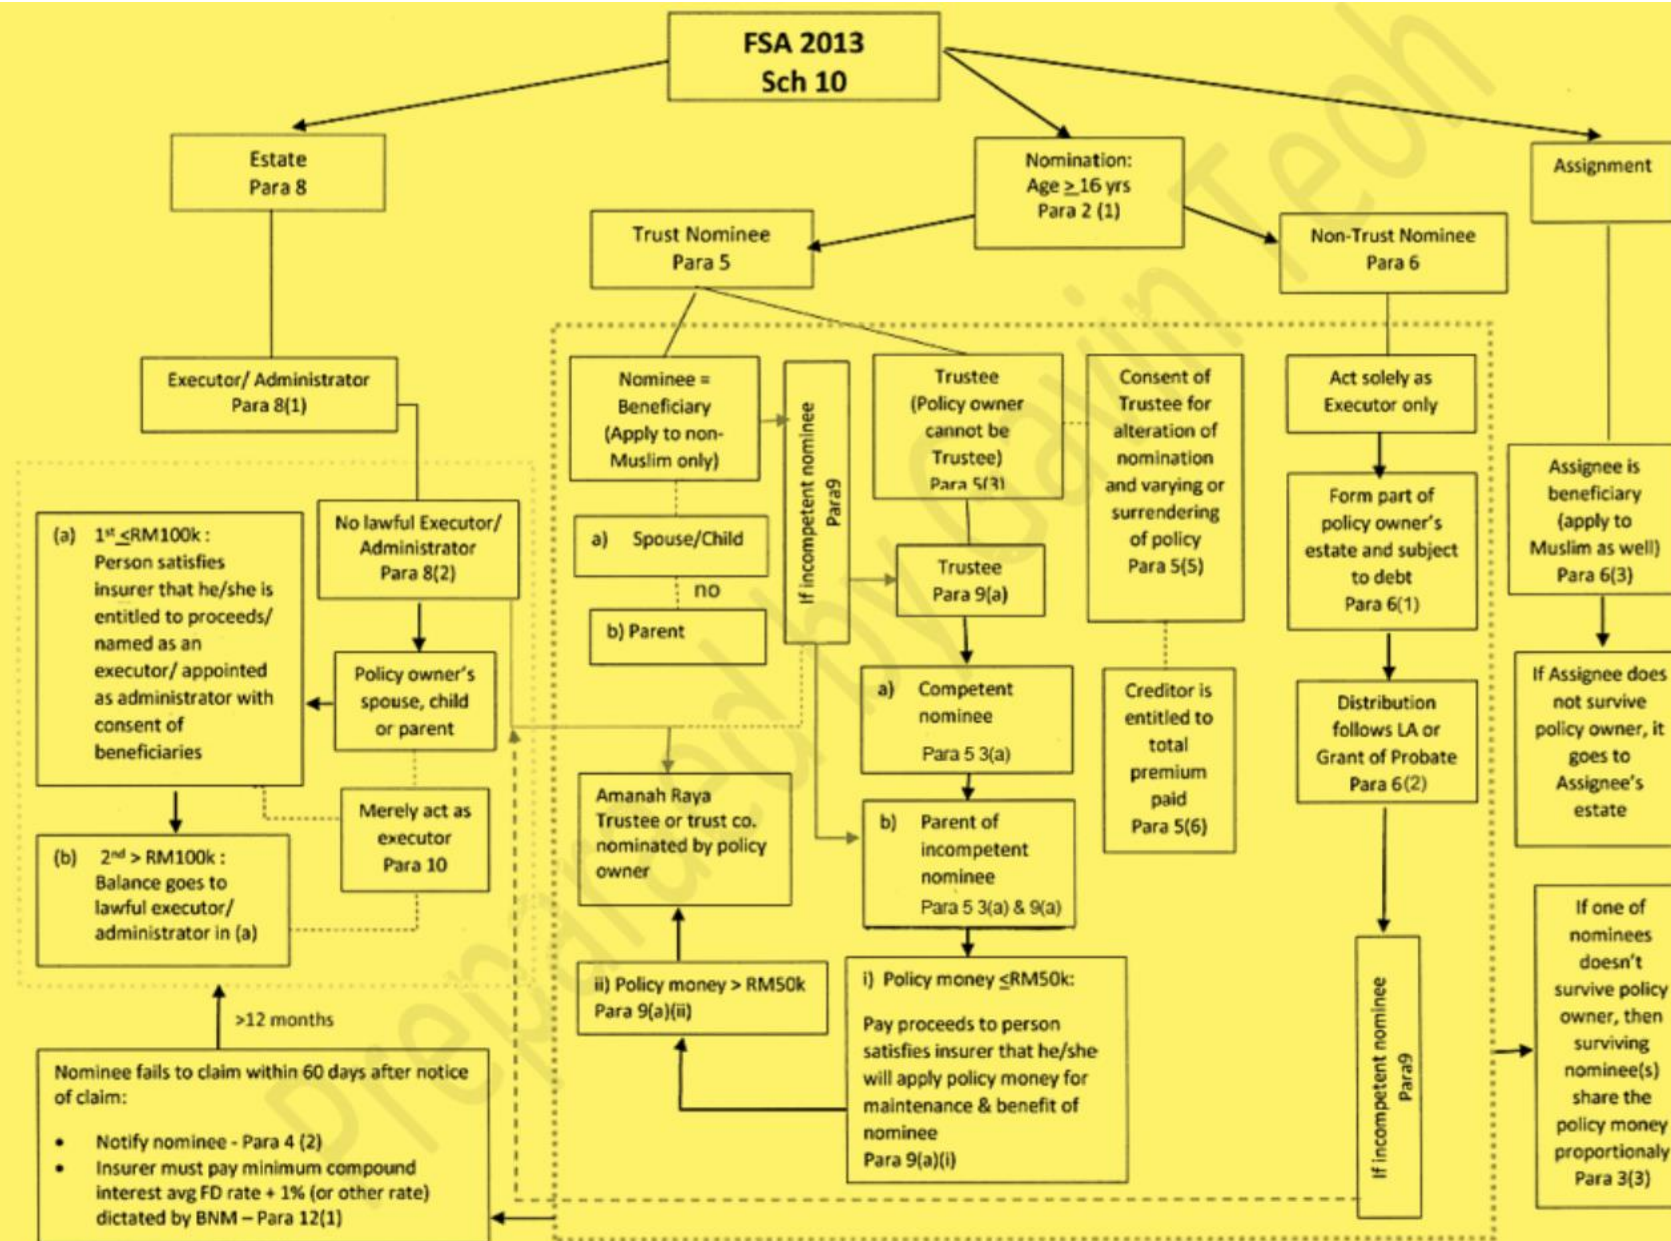 FSA 2013
Sch 10
Estate
Para 8
Nomination:
Age ≥ 16 yrs
Para 2 (1)
Assignment
Trust Nominee
Para 5
Non-Trust Nominee
Para 6
Executor/ Administrator
Para 8(1)
No lawful Executor/
Administrator
Para 8(2)
(a) 1st ≤RM100k :
Person satisfies
insurer that he/she is
entitled to proceeds/
named as an
executor/ appointed
as administrator with
consent of
beneficiaries
Policy owner's
spouse, child
or parent
Merely act as
executor
Para 10
(b) 2nd > RM100k :
Balance goes to
lawful executor/
administrator in (a)
>12 months
Nominee fails to claim within 60 days after notice
of claim:
• Notify nominee - Para 4 (2)
• Insurer must pay minimum compound
interest avg FD rate + 1% (or other rate)
dictated by BNM – Para 12(1)
Nominee =
Beneficiary
(Apply to non-
Muslim only)
a) Spouse/Child
no
b) Parent
If incompetent nominee
Para9
Trustee
(Policy owner
cannot be
Trustee)
Para 5(3)
Trustee
Para 9(a)
a) Competent
nominee
Para 5 3(a)
b) Parent of
incompetent
nominee
Para 5 3(a) & 9(a)
i) Policy money ≤RM50k:
Pay proceeds to person
satisfies insurer that he/she
will apply policy money for
maintenance & benefit of
nominee
Para 9(a)(i)
ii) Policy money > RM50k
Para 9(a)(ii)
Amanah Raya
Trustee or trust co.
nominated by policy
owner
Consent of
Trustee for
alteration of
nomination
and varying or
surrendering
of policy
Para 5(5)
Creditor is
entitled to
total
premium
paid
Para 5(6)
Act solely as
Executor only
Form part of
policy owner's
estate and subject
to debt
Para 6(1)
Distribution
follows LA or
Grant of Probate
Para 6(2)
If incompetent nominee
Para9
Assignee is
beneficiary
(apply to
Muslim as well)
Para 6(3)
If Assignee does
not survive
policy owner, it
goes to
Assignee's
estate
If one of
nominees
doesn't
survive policy
owner, then
surviving
nominee(s)
share the
policy money
proportionaly
Para 3(3)
Prepared by Gavin Teoh